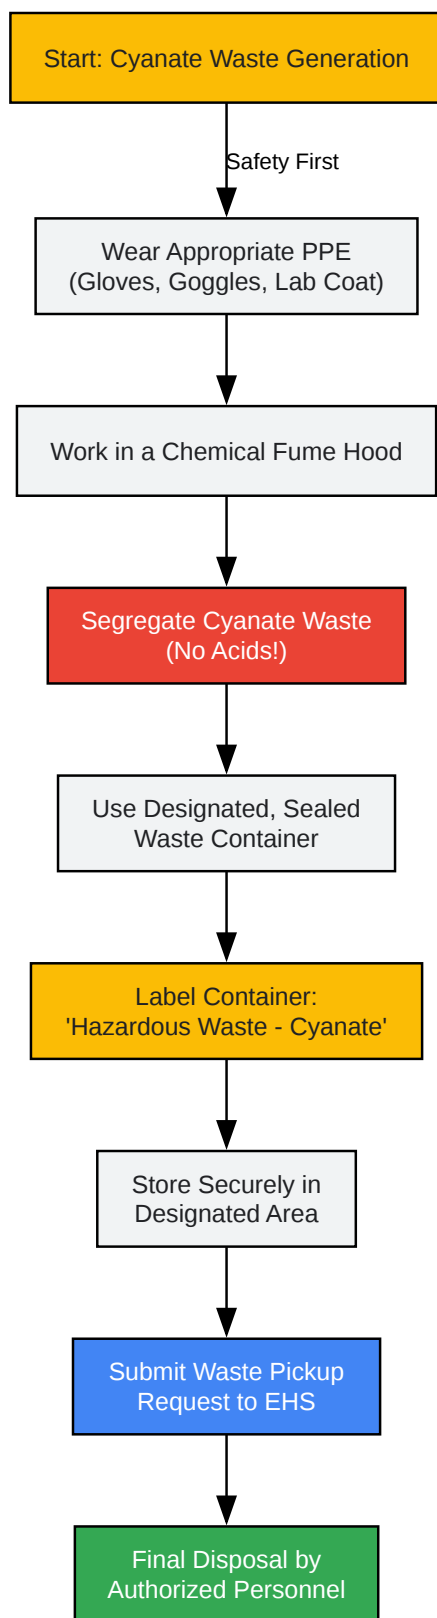 Start: Cyanate Waste Generation
Safety First
Wear Appropriate PPE
(Gloves, Goggles, Lab Coat)
Work in a Chemical Fume Hood
Segregate Cyanate Waste
(No Acids!)
Use Designated, Sealed
Waste Container
Label Container:
'Hazardous Waste - Cyanate'
Store Securely in
Designated Area
Submit Waste Pickup
Request to EHS
Final Disposal by
Authorized Personnel